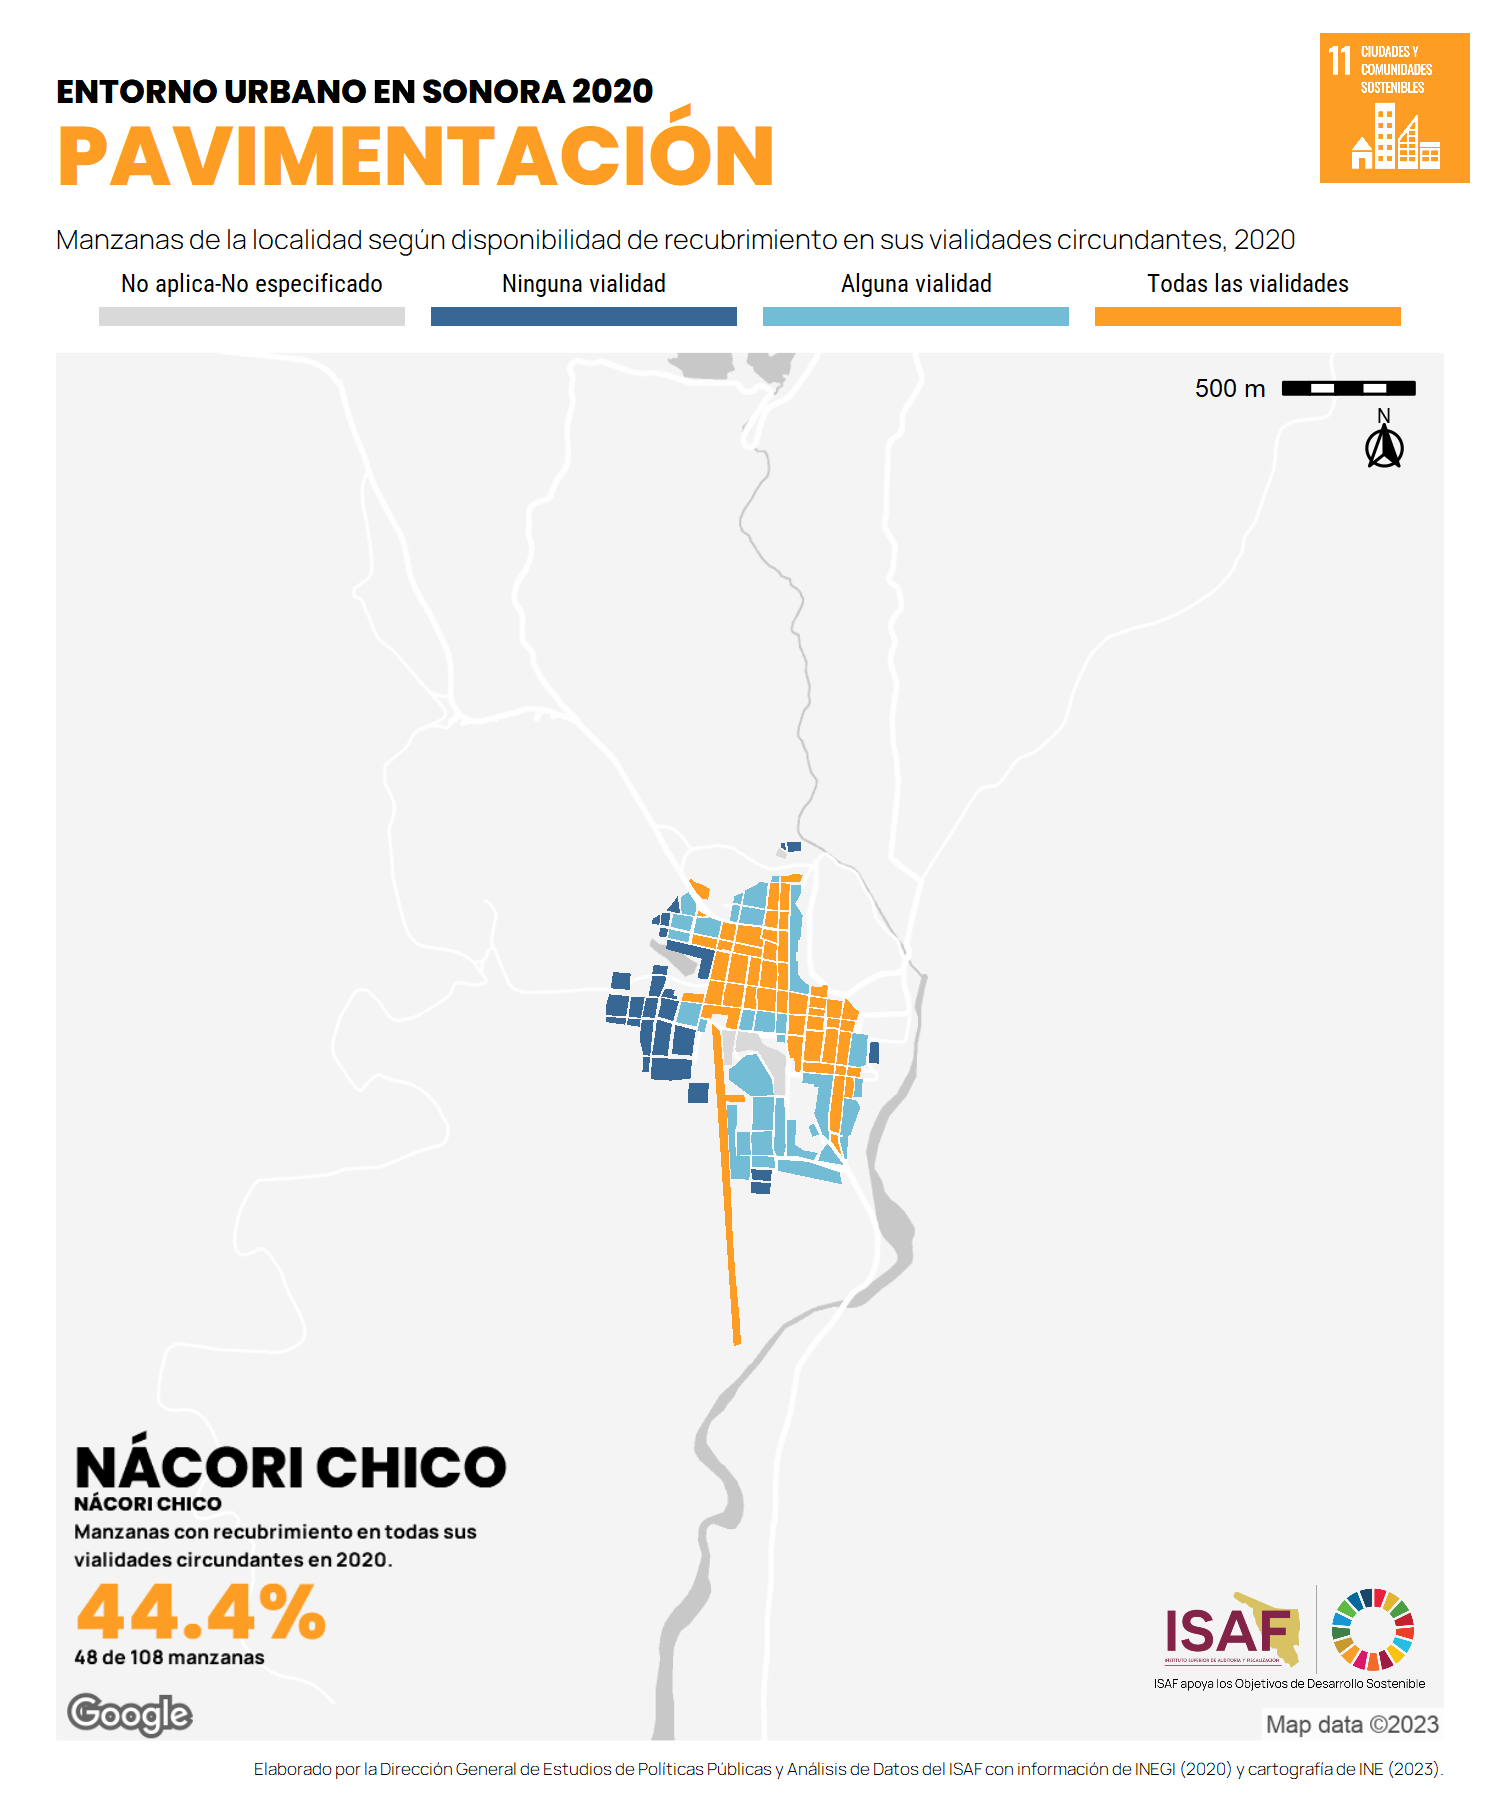 ENTORNO URBANO EN SONORA 2020
PAVIMENTACIÓN
11 CIUDADES Y
COMUNIDADES
SOSTENIBLES
Manzanas de la localidad según disponibilidad de recubrimiento en sus vialidades circundantes, 2020
No aplica-No especificado
Ninguna vialidad
Alguna vialidad
Todas las vialidades
500 m
N
NÁCORI CHICO
NÁCORI CHICO
Manzanas con recubrimiento en todas sus
vialidades circundantes en 2020.
44.4%
48 de 108 manzanas
ISAF
INSTITUTO SUPERIOR DE AUDITORÍA Y FISCALIZACIÓN
ISAF apoya los Objetivos de Desarrollo Sostenible
Google
Map data ©2023
Elaborado por la Dirección General de Estudios de Políticas Públicas y Análisis de Datos del ISAF con información de INEGI (2020) y cartografía de INE (2023).